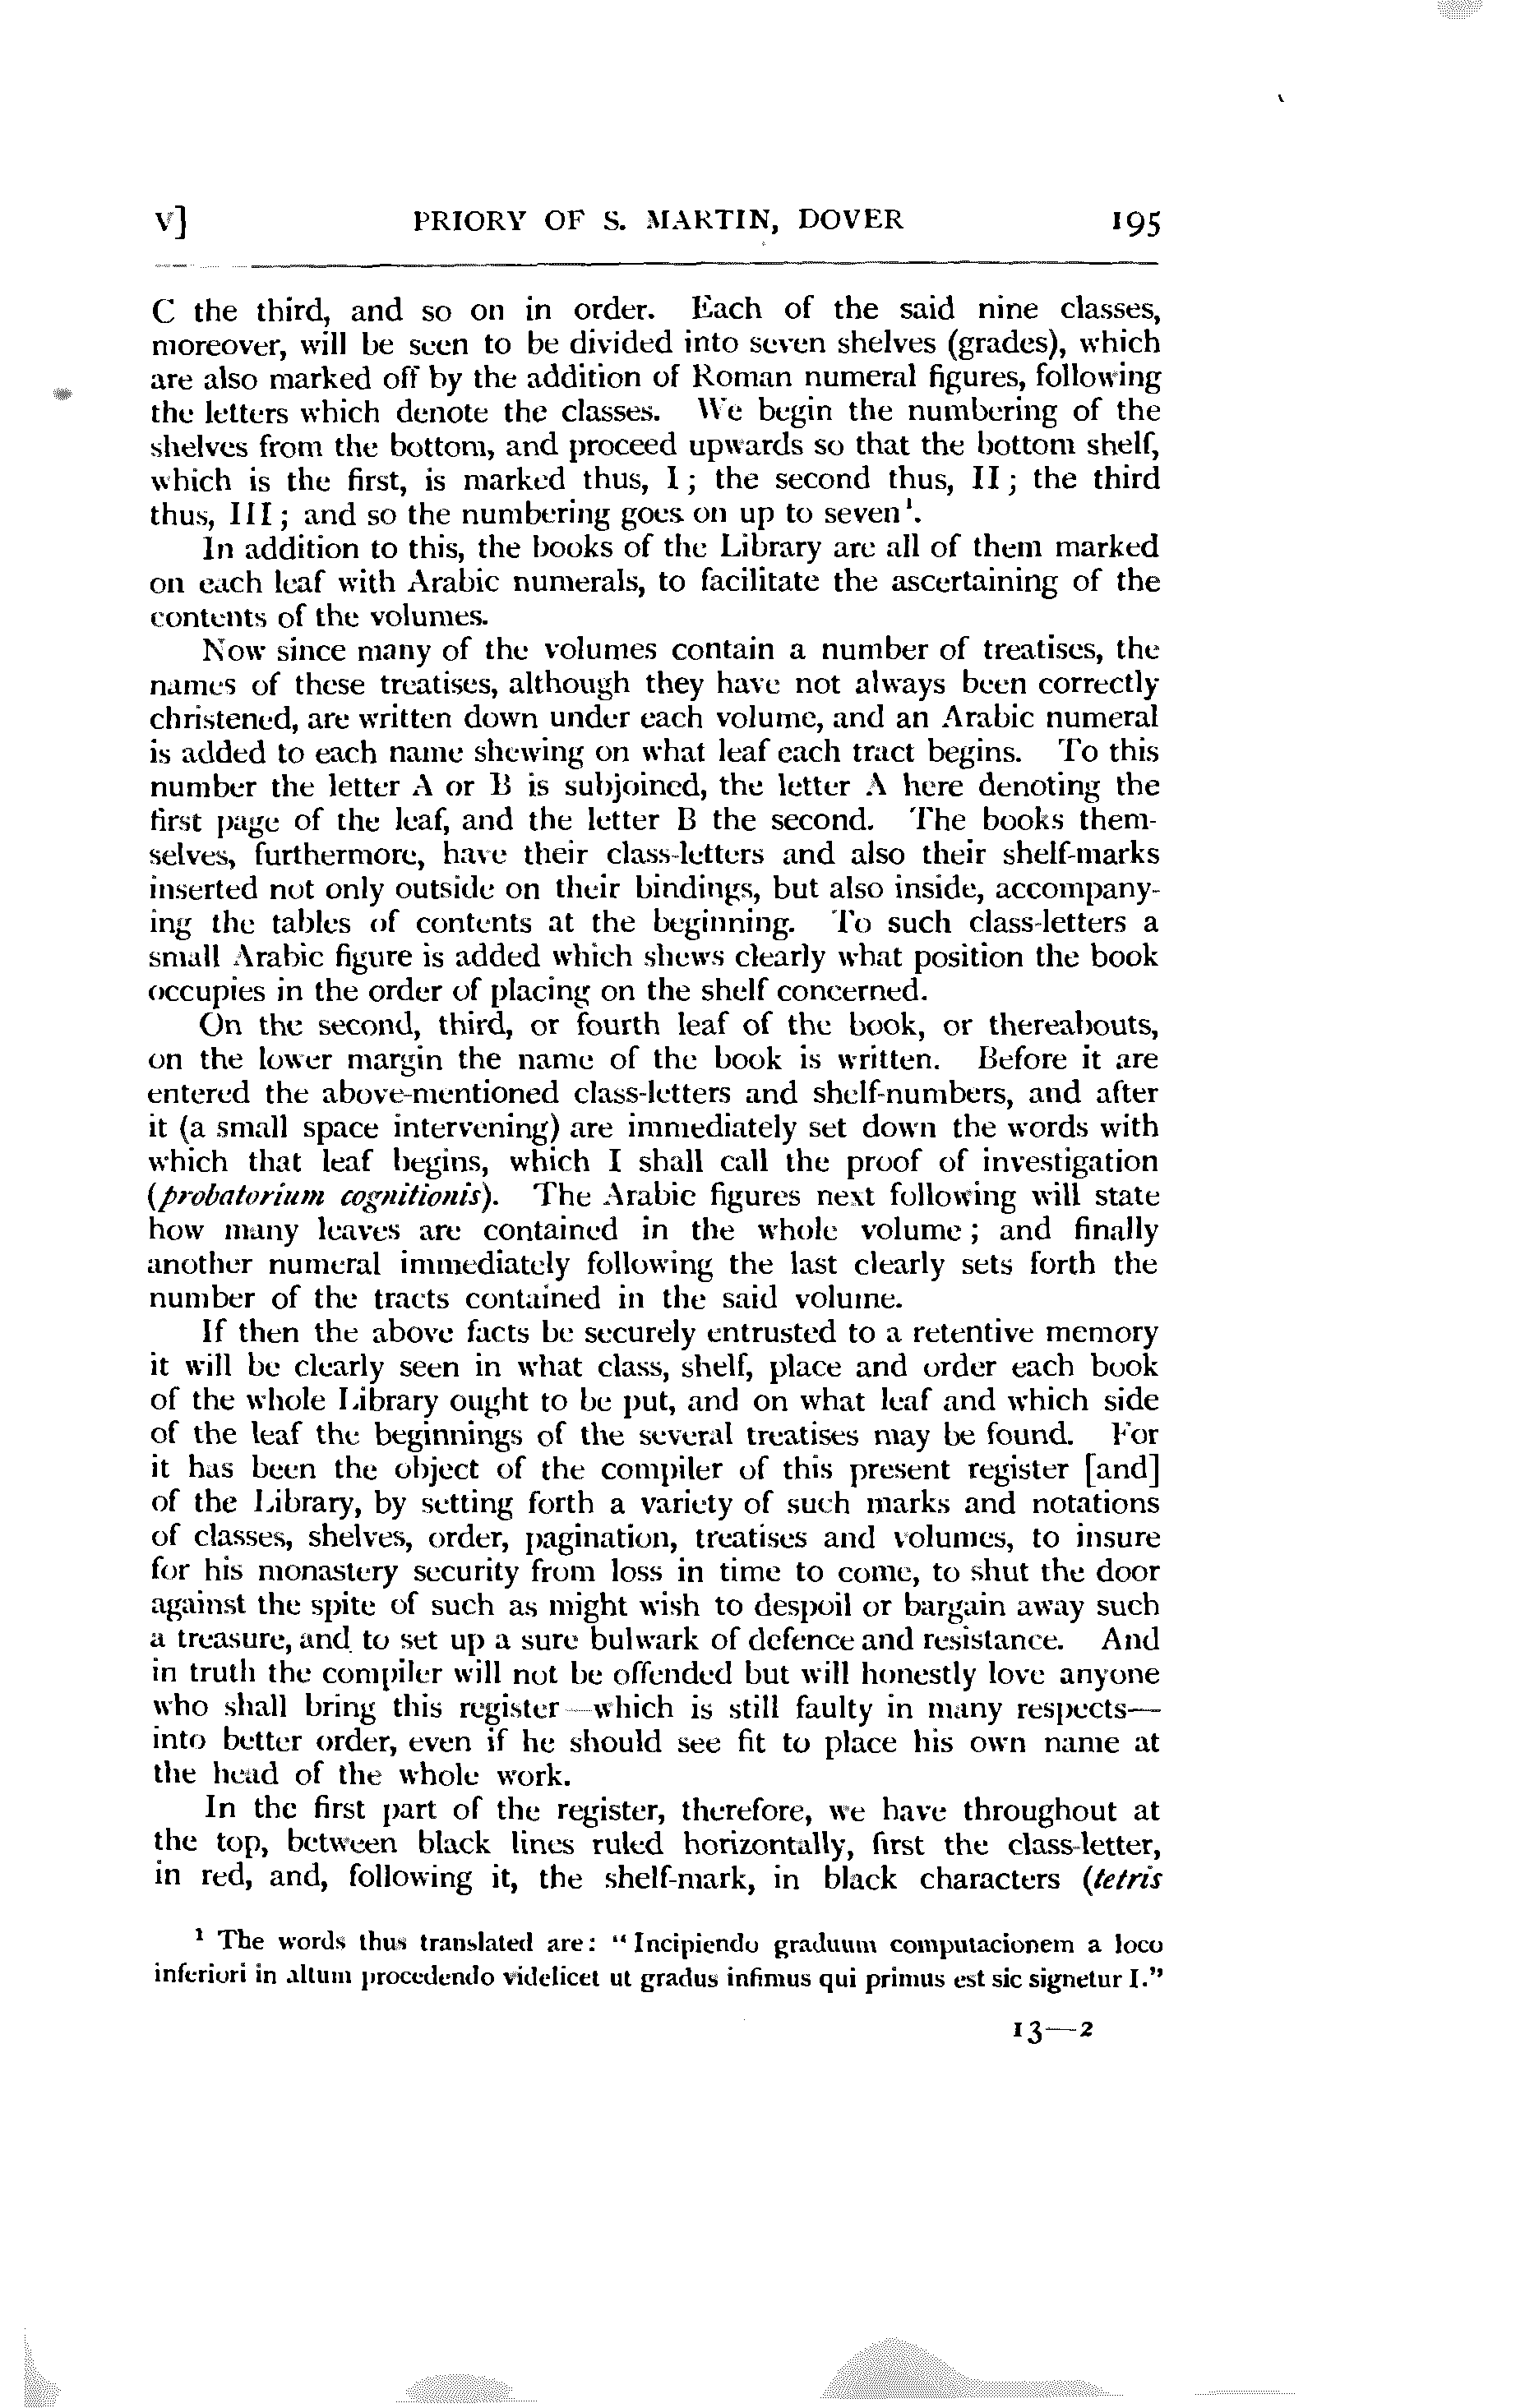 V] PRIORY OF S. MARTIN, DOVER 195
C the third, and so on in order. Each of the said nine classes,
moreover, will be seen to be divided into seven shelves (grades), which
are also marked off by the addition of Roman numeral figures, following
the letters which denote the classes. We begin the numbering of the
shelves from the bottom, and proceed upwards so that the bottom shelf,
which is the first, is marked thus, I; the second thus, II; the third
thus, III; and so the numbering goes on up to seven¹.
In addition to this, the books of the Library are all of them marked
on each leaf with Arabic numerals, to facilitate the ascertaining of the
contents of the volumes.
Now since many of the volumes contain a number of treatises, the
names of these treatises, although they have not always been correctly
christened, are written down under each volume, and an Arabic numeral
is added to each name shewing on what leaf each tract begins. To this
number the letter A or B is subjoined, the letter A here denoting the
first page of the leaf, and the letter B the second. The books them-
selves, furthermore, have their class-letters and also their shelf-marks
inserted not only outside on their bindings, but also inside, accompany-
ing the tables of contents at the beginning. To such class-letters a
small Arabic figure is added which shews clearly what position the book
occupies in the order of placing on the shelf concerned.
On the second, third, or fourth leaf of the book, or thereabouts,
on the lower margin the name of the book is written. Before it are
entered the above-mentioned class-letters and shelf-numbers, and after
it (a small space intervening) are immediately set down the words with
which that leaf begins, which I shall call the proof of investigation
(probatorium cognitionis). The Arabic figures next following will state
how many leaves are contained in the whole volume; and finally
another numeral immediately following the last clearly sets forth the
number of the tracts contained in the said volume.
If then the above facts be securely entrusted to a retentive memory
it will be clearly seen in what class, shelf, place and order each book
of the whole Library ought to be put, and on what leaf and which side
of the leaf the beginnings of the several treatises may be found. For
it has been the object of the compiler of this present register [and]
of the Library, by setting forth a variety of such marks and notations
of classes, shelves, order, pagination, treatises and volumes, to insure
for his monastery security from loss in time to come, to shut the door
against the spite of such as might wish to despoil or bargain away such
a treasure, and to set up a sure bulwark of defence and resistance. And
in truth the compiler will not be offended but will honestly love anyone
who shall bring this register—which is still faulty in many respects—
into better order, even if he should see fit to place his own name at
the head of the whole work.
In the first part of the register, therefore, we have throughout at
the top, between black lines ruled horizontally, first the class-letter,
in red, and, following it, the shelf-mark, in black characters (tetris
¹ The words thus translated are: "Incipiendo graduum computacionem a loco
inferiori in altum procedendo videlicet ut gradus infimus qui primus est sic signetur I."
13—2